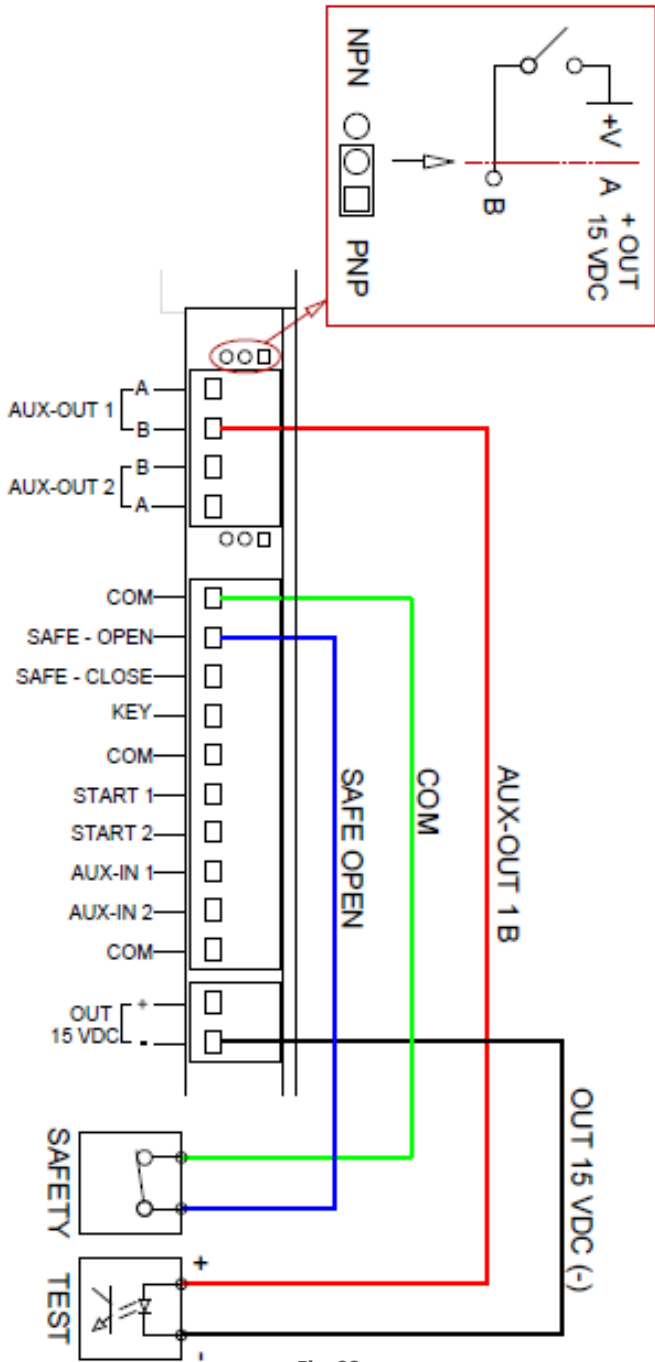 NPN
PNP
+V
A
B
+ OUT
15 VDC
AUX-OUT 1
A
B
AUX-OUT 2
B
A
COM
SAFE - OPEN
SAFE - CLOSE
KEY
COM
START 1
START 2
AUX-IN 1
AUX-IN 2
COM
OUT
15 VDC
+
-
SAFE OPEN
COM
AUX-OUT 1 B
OUT 15 VDC (-)
SAFETY
TEST
+
-